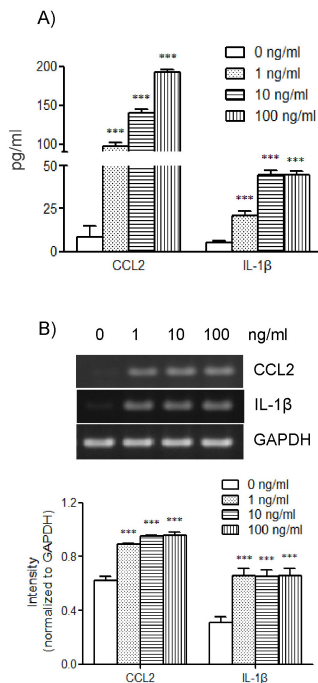 A)
***
0 ng/ml
1 ng/ml
10 ng/ml
100 ng/ml
200
150
100
50
25
0
pg/ml
***
***
***
***
***
CCL2
IL-1β
B)
0
1
10
100
ng/ml
CCL2
IL-1β
GAPDH
0 ng/ml
1 ng/ml
10 ng/ml
100 ng/ml
1.2
0.8
0.4
0.0
Intensity
(normalized to GAPDH)
***
***
***
***
***
***
CCL2
IL-1β